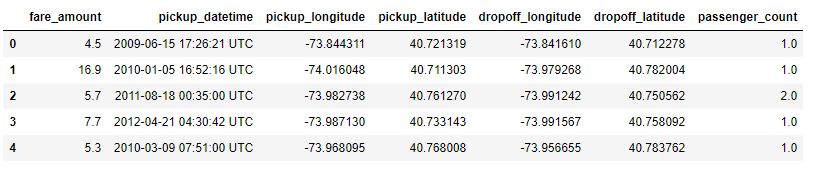 fare_amount pickup_datetime pickup_longitude pickup_latitude dropoff_longitude dropoff_latitude passenger_count
0 4.5 2009-06-15 17:26:21 UTC -73.844311 40.721319 -73.841610 40.712278 1.0
1 16.9 2010-01-05 16:52:16 UTC -74.016048 40.711303 -73.979268 40.782004 1.0
2 5.7 2011-08-18 00:35:00 UTC -73.982738 40.761270 -73.991242 40.750562 2.0
3 7.7 2012-04-21 04:30:42 UTC -73.987130 40.733143 -73.991567 40.758092 1.0
4 5.3 2010-03-09 07:51:00 UTC -73.968095 40.768008 -73.956655 40.783762 1.0